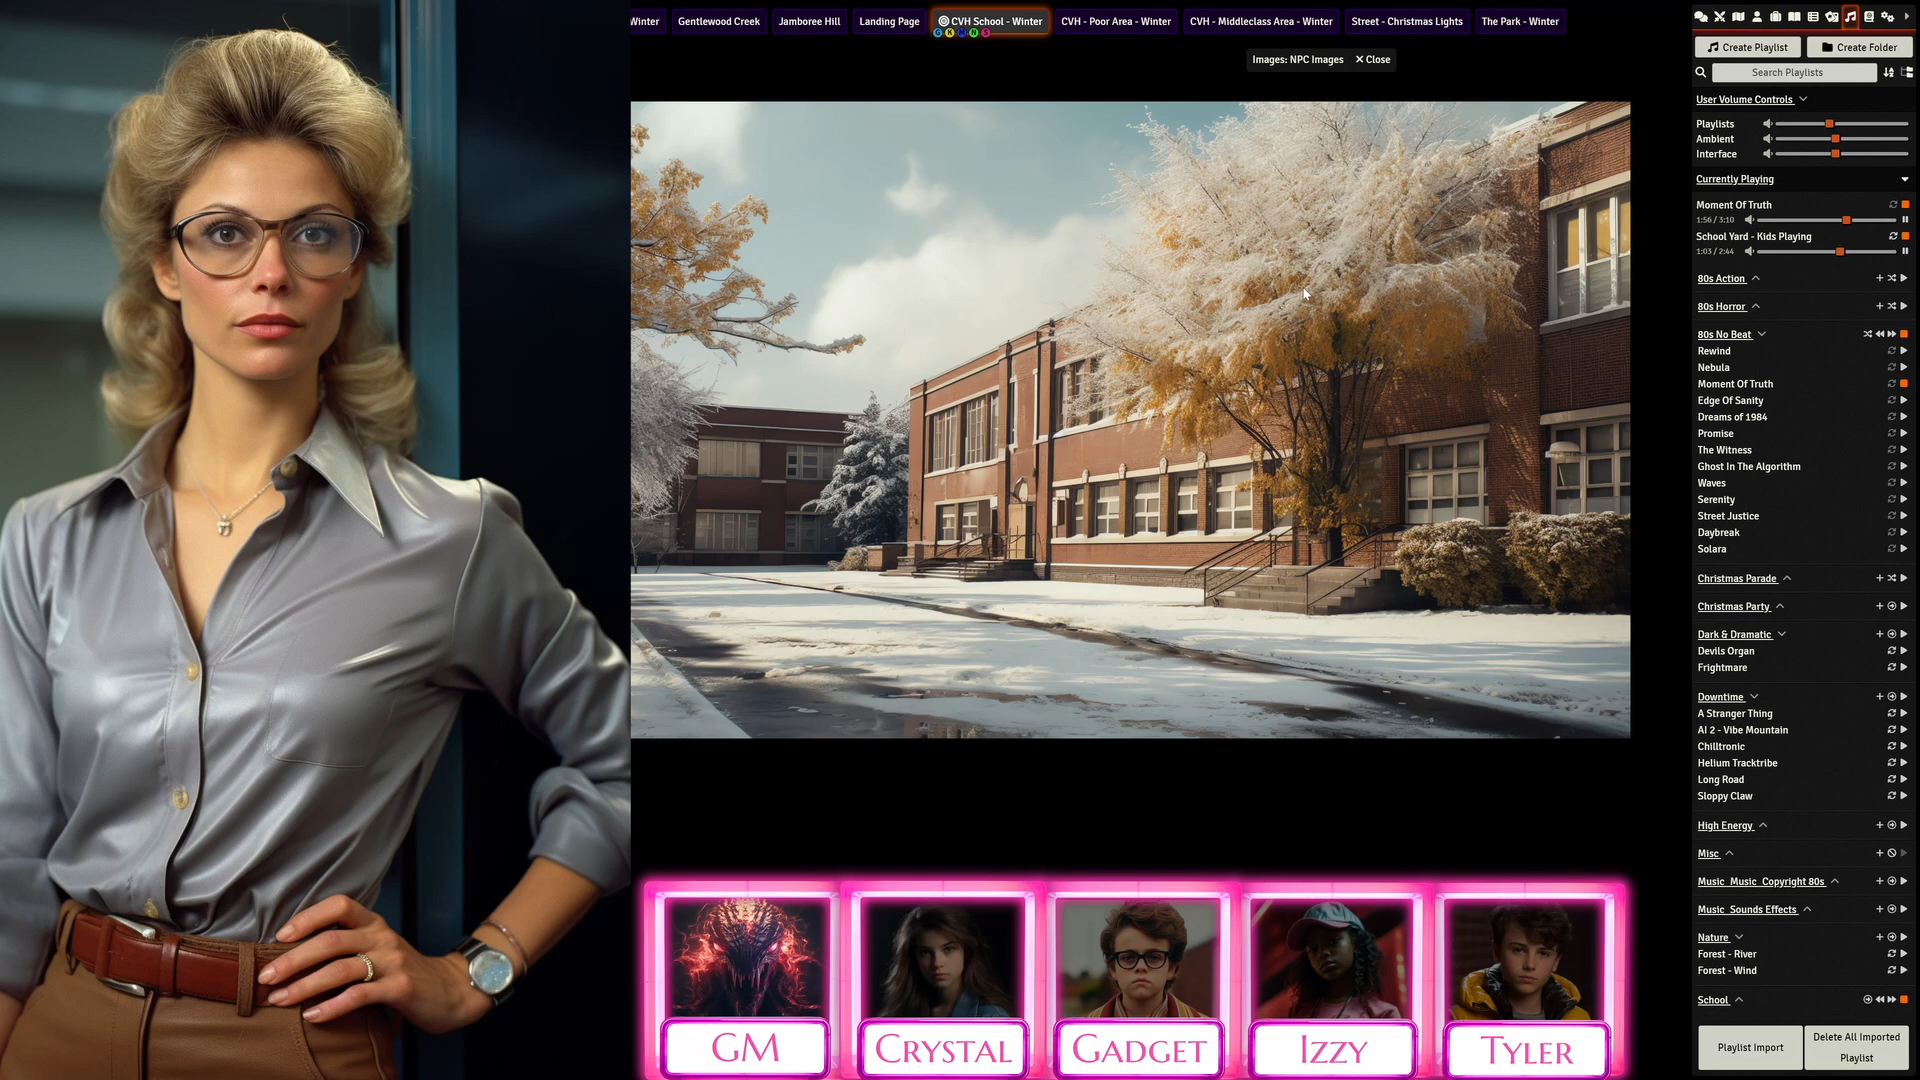 Winter
Gentlewood Creek
Jamboree Hill
Landing Page
CVH School - Winter
CVH - Poor Area - Winter
CVH - Middleclass Area - Winter
Street - Christmas Lights
The Park - Winter
G
K
M
N
S
Images: NPC Images
Close
Create Playlist
Create Folder
Search Playlists
User Volume Controls
Playlists
Ambient
Interface
Currently Playing
Moment Of Truth
1:56 / 3:10
School Yard - Kids Playing
1:03 / 2:44
80s Action
80s Horror
80s No Beat
Rewind
Nebula
Moment Of Truth
Edge Of Sanity
Dreams of 1984
Promise
The Witness
Ghost In The Algorithm
Waves
Serenity
Street Justice
Daybreak
Solara
Christmas Parade
Christmas Party
Dark & Dramatic
Devils Organ
Frightmare
Downtime
A Stranger Thing
AI 2 - Vibe Mountain
Chilltronic
Helium Tracktribe
Long Road
Sloppy Claw
High Energy
Misc
Music_Music_Copyright 80s
Music_Sounds Effects
Nature
Forest - River
Forest - Wind
School
Playlist Import
Delete All Imported
Playlist
GM
Crystal
Gadget
Izzy
Tyler